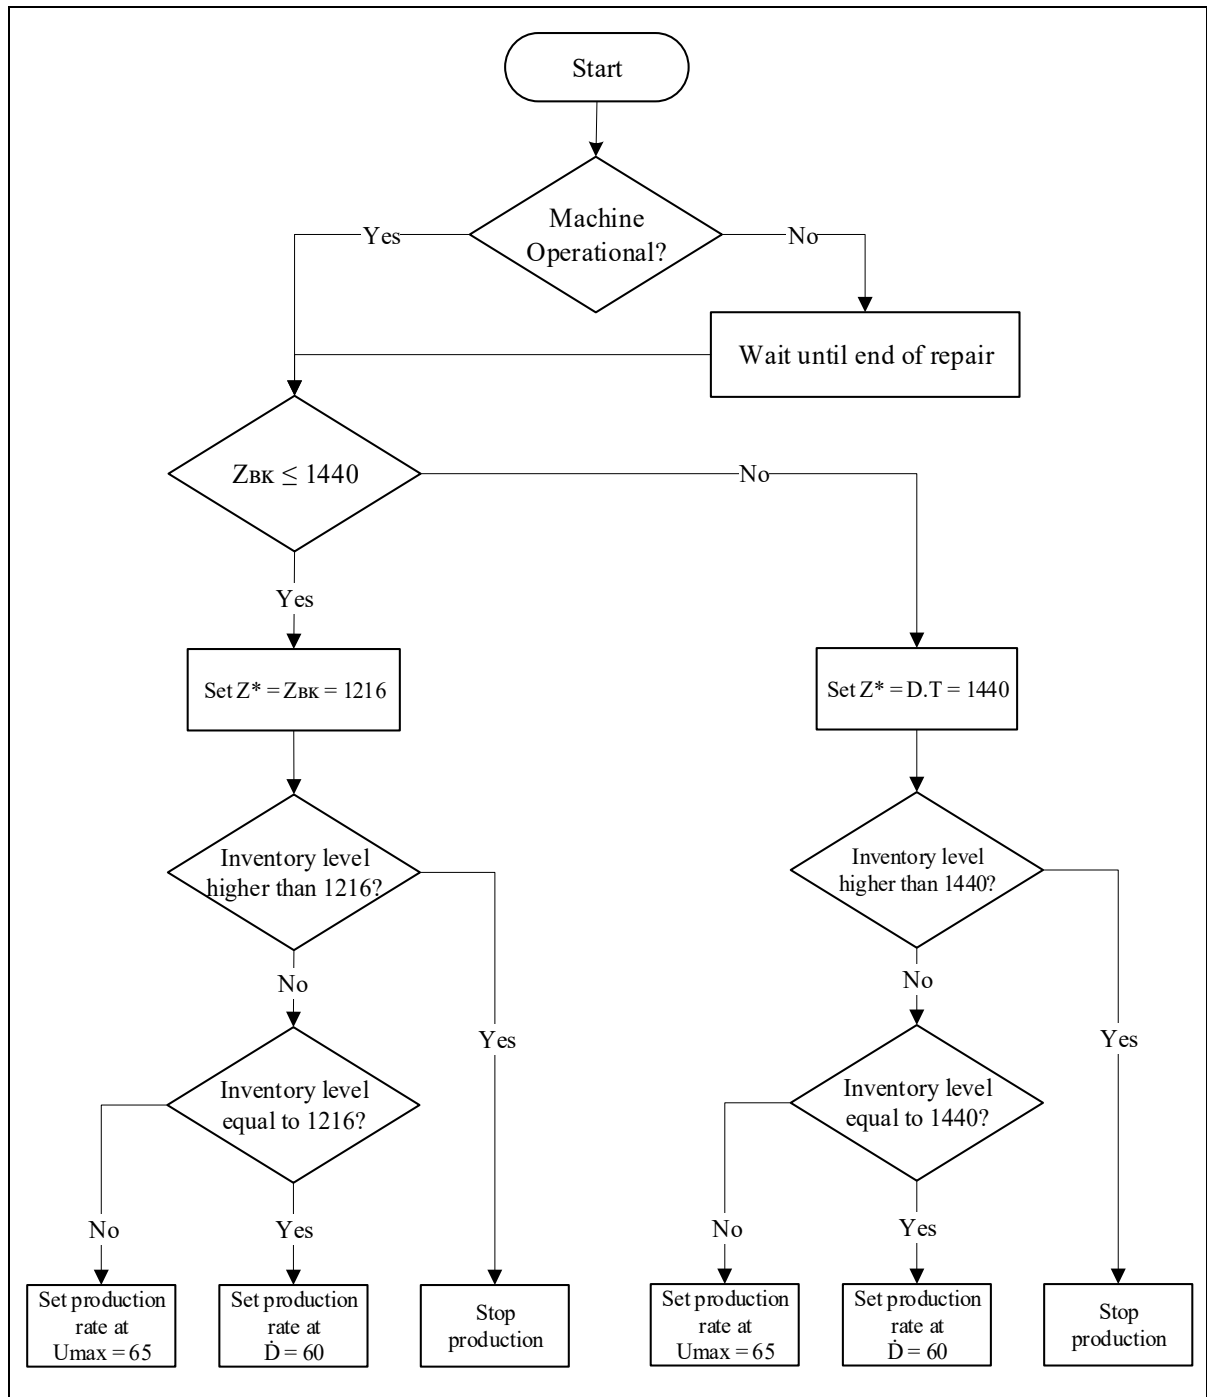 Start
Machine
Operational?
Yes
No
Wait until end of repair
ZBK ≤ 1440
No
Yes
Set Z* = ZBK = 1216
Set Z* = D.T = 1440
Inventory level
higher than 1216?
Inventory level
higher than 1440?
No
No
Yes
Yes
Inventory level
equal to 1216?
Inventory level
equal to 1440?
No
Yes
No
Yes
Set production
rate at
Umax = 65
Set production
rate at
Ḋ = 60
Stop
production
Set production
rate at
Umax = 65
Set production
rate at
Ḋ = 60
Stop
production